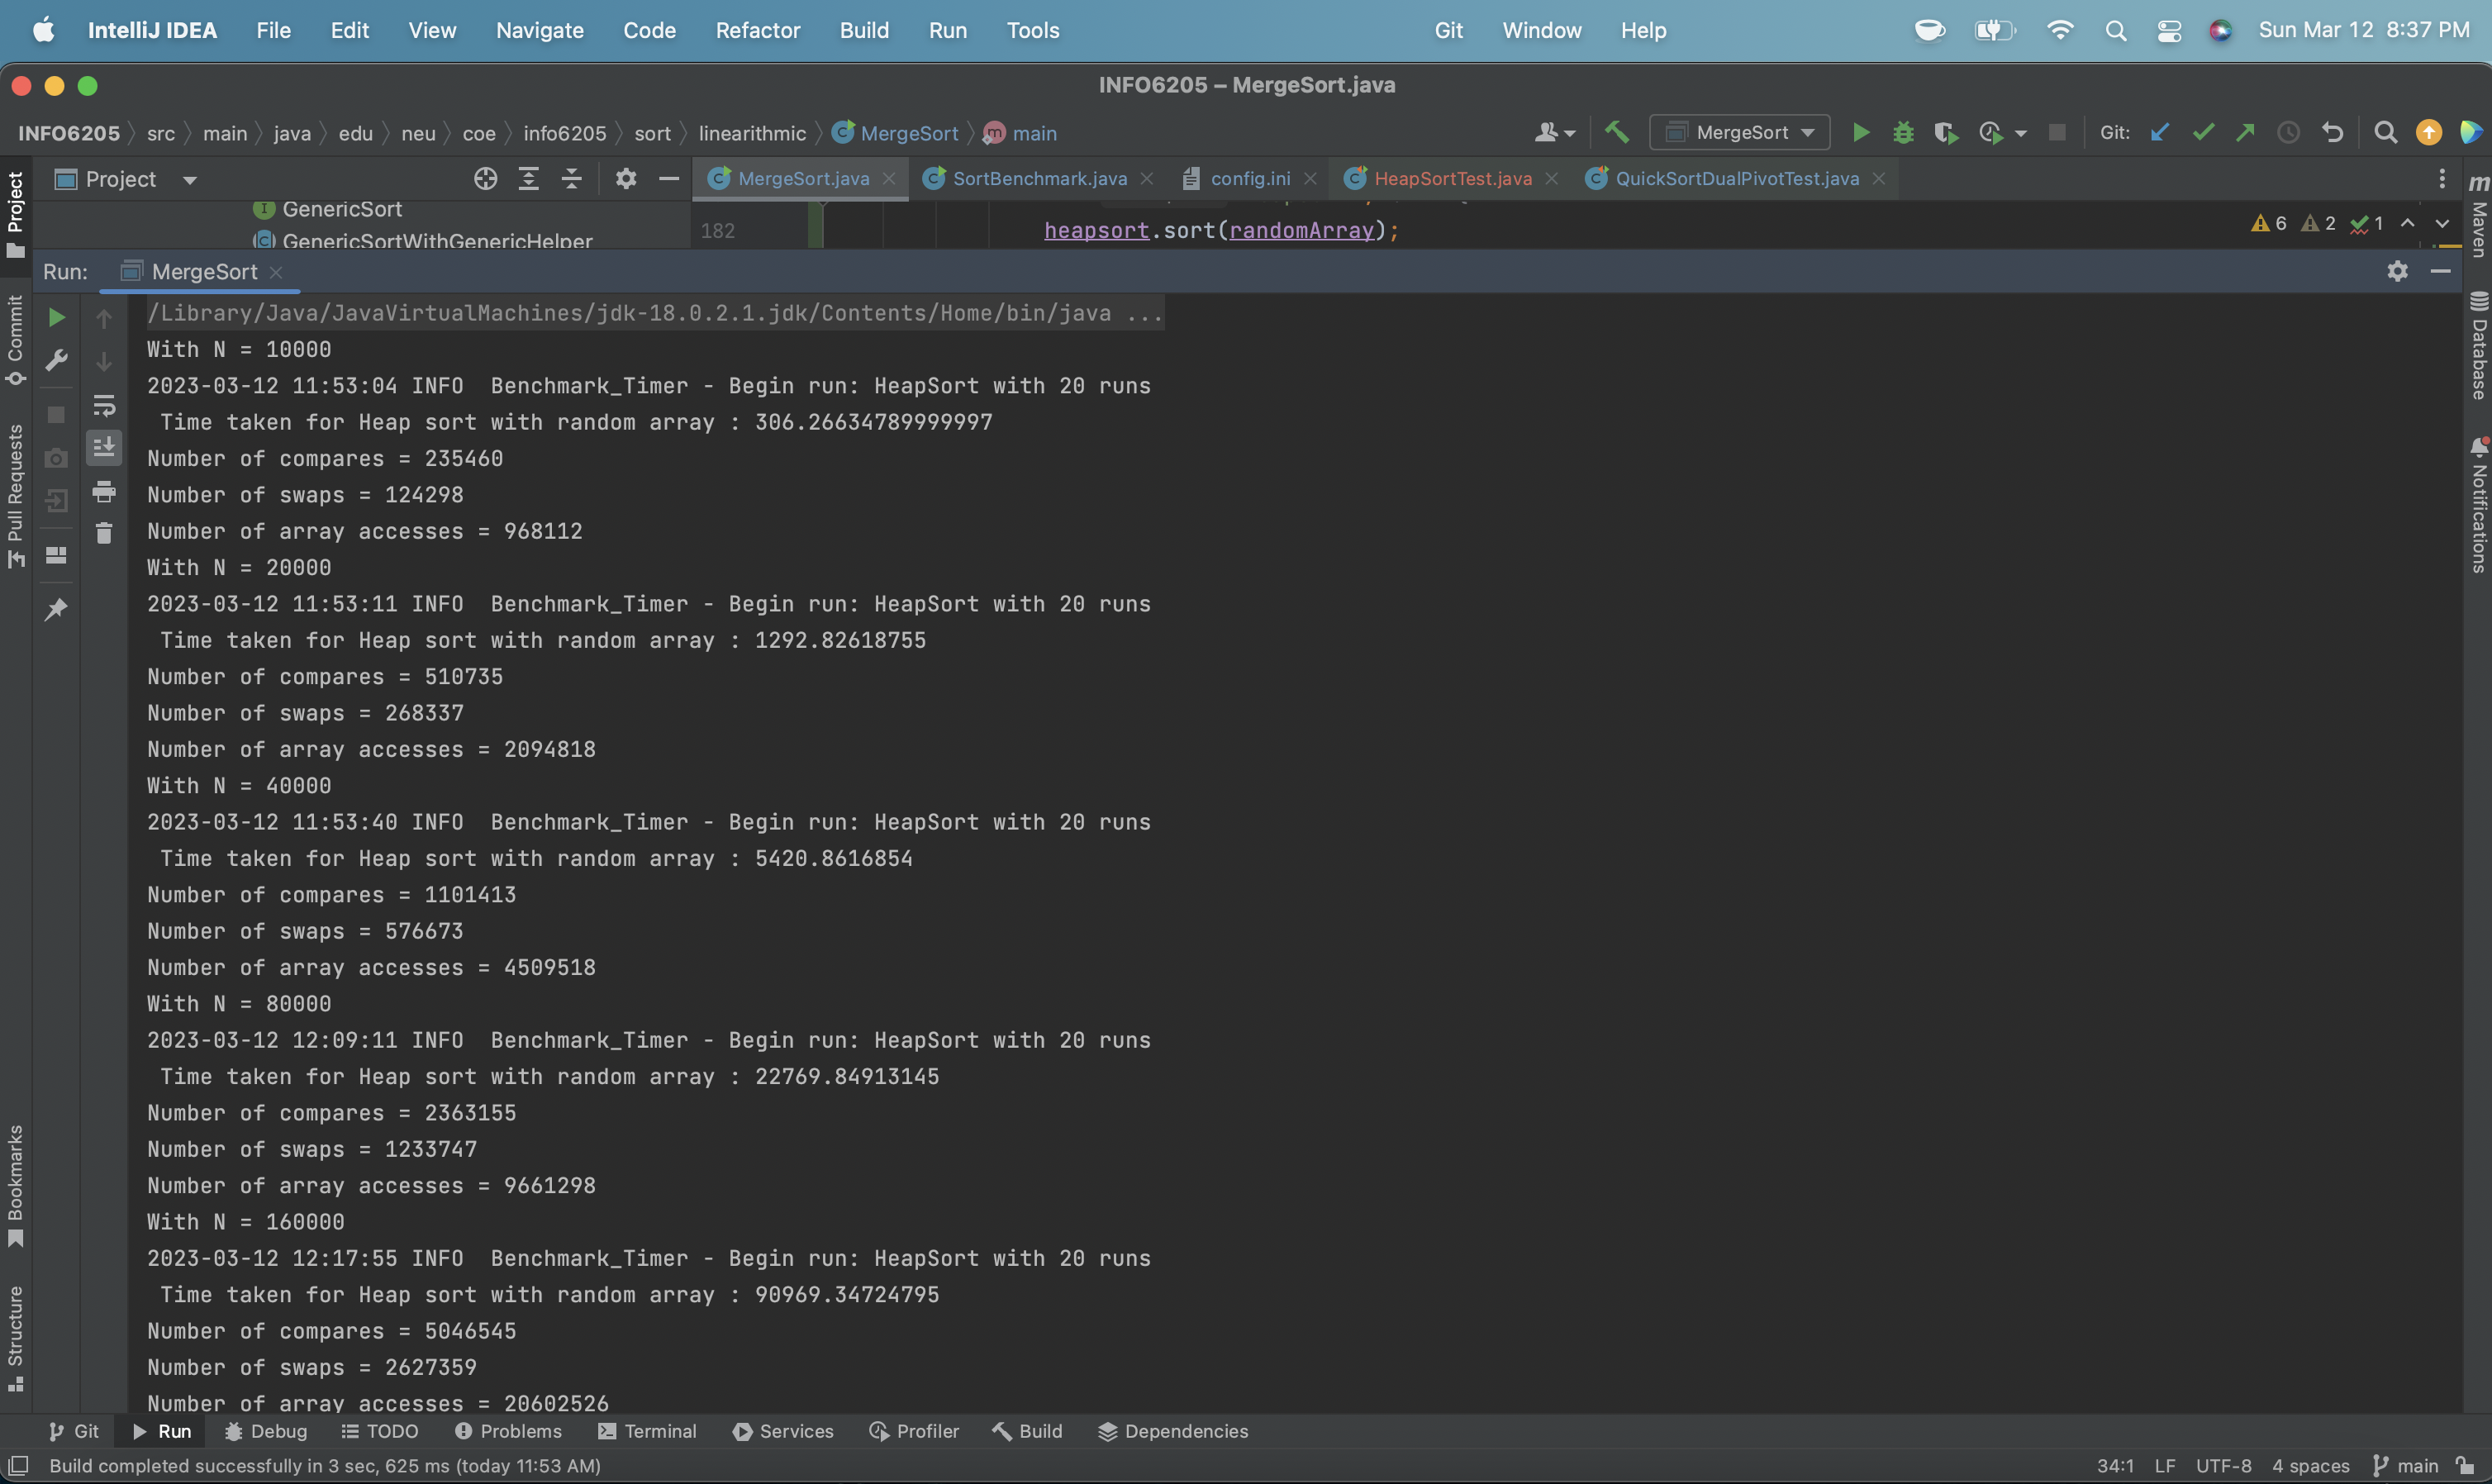 IntelliJ IDEA File Edit View Navigate Code Refactor Build Run Tools Git Window Help Sun Mar 12 8:37 PM
INFO6205 – MergeSort.java
INFO6205 src main java edu neu coe info6205 sort linearithmic MergeSort main MergeSort Git:
Project MergeSort.java SortBenchmark.java config.ini HeapSortTest.java QuickSortDualPivotTest.java
GenericSort
GenericSortWithGenericHelper
182 heapsort.sort(randomArray); 6 2 1
Run: MergeSort
/Library/Java/JavaVirtualMachines/jdk-18.0.2.1.jdk/Contents/Home/bin/java ...
With N = 10000
2023-03-12 11:53:04 INFO  Benchmark_Timer - Begin run: HeapSort with 20 runs
Time taken for Heap sort with random array : 306.26634789999997
Number of compares = 235460
Number of swaps = 124298
Number of array accesses = 968112
With N = 20000
2023-03-12 11:53:11 INFO  Benchmark_Timer - Begin run: HeapSort with 20 runs
Time taken for Heap sort with random array : 1292.82618755
Number of compares = 510735
Number of swaps = 268337
Number of array accesses = 2094818
With N = 40000
2023-03-12 11:53:40 INFO  Benchmark_Timer - Begin run: HeapSort with 20 runs
Time taken for Heap sort with random array : 5420.8616854
Number of compares = 1101413
Number of swaps = 576673
Number of array accesses = 4509518
With N = 80000
2023-03-12 12:09:11 INFO  Benchmark_Timer - Begin run: HeapSort with 20 runs
Time taken for Heap sort with random array : 22769.84913145
Number of compares = 2363155
Number of swaps = 1233747
Number of array accesses = 9661298
With N = 160000
2023-03-12 12:17:55 INFO  Benchmark_Timer - Begin run: HeapSort with 20 runs
Time taken for Heap sort with random array : 90969.34724795
Number of compares = 5046545
Number of swaps = 2627359
Number of array accesses = 20602526
Project
Commit
Pull Requests
Bookmarks
Structure
Maven
Database
Notifications
Git Run Debug TODO Problems Terminal Services Profiler Build Dependencies
Build completed successfully in 3 sec, 625 ms (today 11:53 AM) 34:1 LF UTF-8 4 spaces main